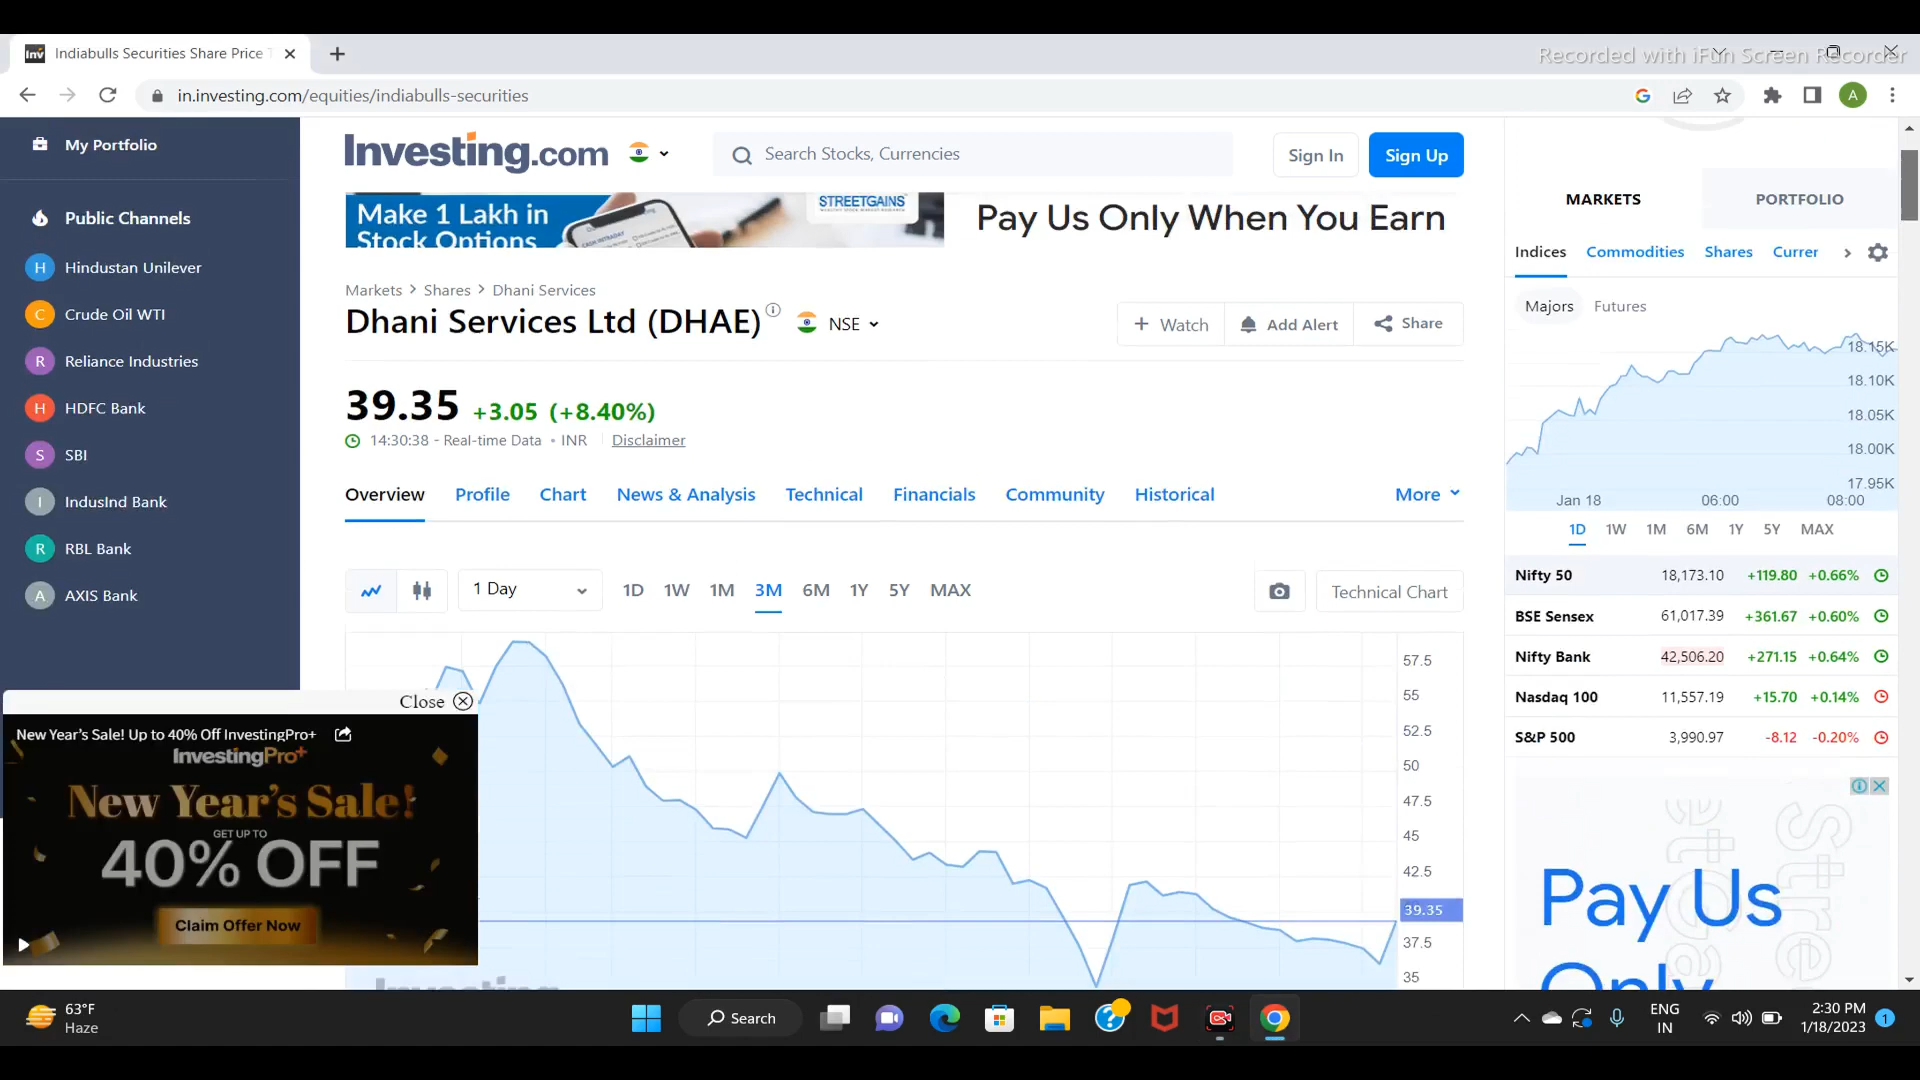 Indiabulls Securities Share Price
Recorded with iFun Screen Recorder
in.investing.com/equities/indiabulls-securities
A
My Portfolio
Public Channels
H Hindustan Unilever
C Crude Oil WTI
R Reliance Industries
H HDFC Bank
S SBI
I IndusInd Bank
R RBL Bank
A AXIS Bank
Investing.com
Search Stocks, Currencies
Sign In
Sign Up
Make 1 Lakh in
Stock Options
STREETGAINS
Pay Us Only When You Earn
Markets > Shares > Dhani Services
Dhani Services Ltd (DHAE)
NSE
+ Watch
Add Alert
Share
39.35 +3.05 (+8.40%)
14:30:38 - Real-time Data • INR Disclaimer
Overview Profile Chart News & Analysis Technical Financials Community Historical More
1 Day
1D 1W 1M 3M 6M 1Y 5Y MAX
Technical Chart
57.5
55
52.5
50
47.5
45
42.5
39.35
37.5
35
Investing
Close
New Year's Sale! Up to 40% Off InvestingPro+
InvestingPro+
New Year's Sale!
GET UP TO
40% OFF
Claim Offer Now
MARKETS PORTFOLIO
Indices Commodities Shares Curren
Majors Futures
18.15K
18.10K
18.05K
18.00K
17.95K
Jan 18 06:00 08:00
1D 1W 1M 6M 1Y 5Y MAX
Nifty 50 18,173.10 +119.80 +0.66%
BSE Sensex 61,017.39 +361.67 +0.60%
Nifty Bank 42,506.20 +271.15 +0.64%
Nasdaq 100 11,557.19 +15.70 +0.14%
S&P 500 3,990.97 -8.12 -0.20%
Pay Us
Only
63°F
Haze
Search
ENG
IN
2:30 PM
1/18/2023
1